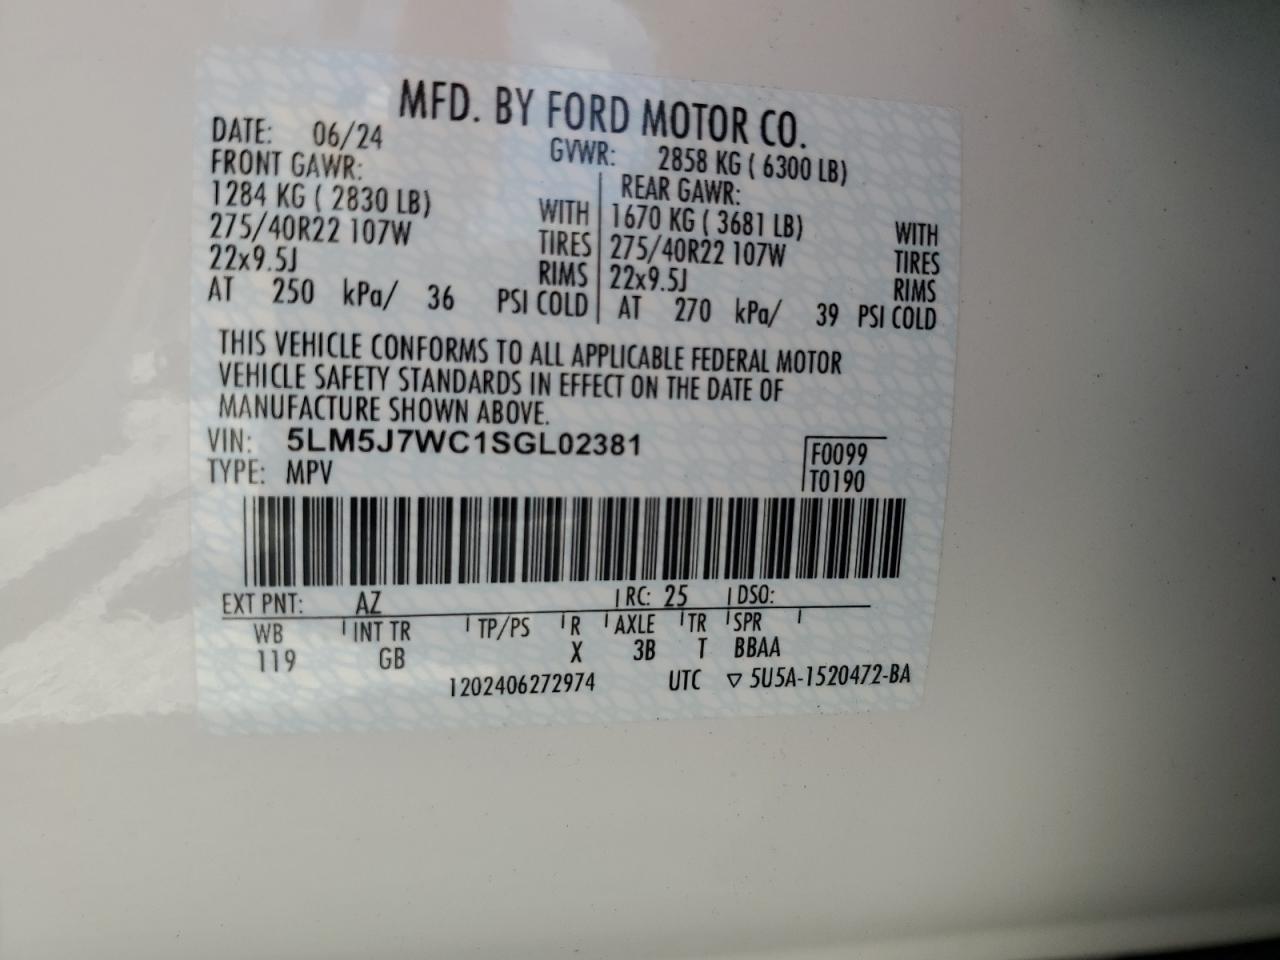 MFD. BY FORD MOTOR CO.
DATE: 06/24 GVWR: 2858 KG ( 6300 LB)
FRONT GAWR: REAR GAWR:
1284 KG ( 2830 LB) WITH 1670 KG ( 3681 LB) WITH
275/40R22 107W TIRES 275/40R22 107W TIRES
22x9.5J RIMS 22x9.5J RIMS
AT 250 kPa/ 36 PSI COLD AT 270 kPa/ 39 PSI COLD
THIS VEHICLE CONFORMS TO ALL APPLICABLE FEDERAL MOTOR
VEHICLE SAFETY STANDARDS IN EFFECT ON THE DATE OF
MANUFACTURE SHOWN ABOVE.
VIN: 5LM5J7WC1SGL02381 F0099
TYPE: MPV T0190
EXT PNT: AZ RC: 25 DSO:
WB INT TR TP/PS R AXLE TR SPR
119 GB X 3B T BBAA
1202406272974 UTC ▽ 5U5A-1520472-BA